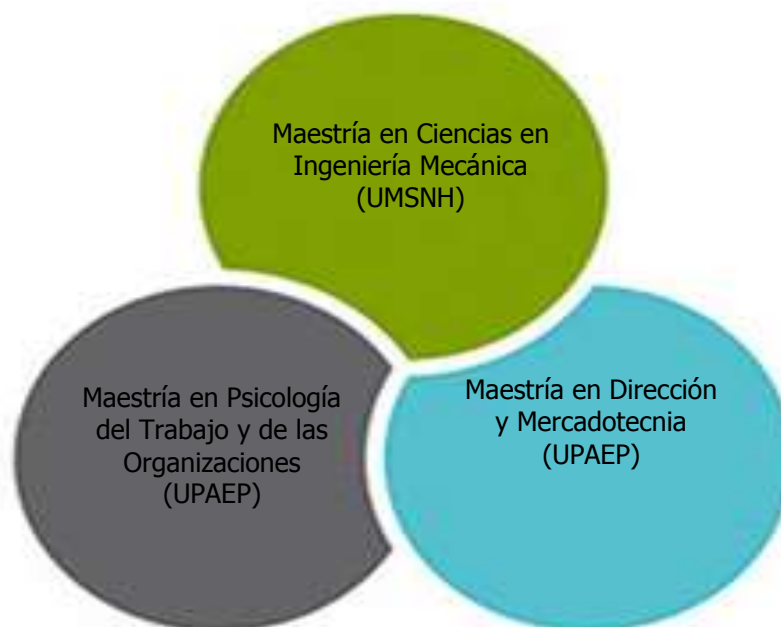 Maestría en Ciencias en
Ingeniería Mecánica
(UMSNH)
Maestría en Psicología
del Trabajo y de las
Organizaciones
(UPAEP)
Maestría en Dirección
y Mercadotecnia
(UPAEP)